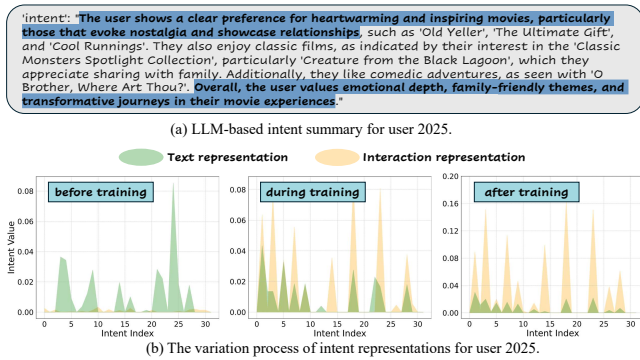 'intent': "The user shows a clear preference for heartwarming and inspiring movies, particularly
those that evoke nostalgia and showcase relationships, such as 'Old Yeller', 'The Ultimate Gift',
and 'Cool Runnings'. They also enjoy classic films, as indicated by their interest in the 'Classic
Monsters Spotlight Collection', particularly 'Creature from the Black Lagoon', which they
appreciate sharing with family. Additionally, they like comedic adventures, as seen with 'O
Brother, Where Art Thou?'. Overall, the user values emotional depth, family-friendly themes, and
transformative journeys in their movie experiences."
(a) LLM-based intent summary for user 2025.
Text representation Interaction representation
before training during training after training
Intent Value
0.08
0.06
0.04
0.02
0.00
0 5 10 15 20 25 30
Intent Index
0.08
0.06
0.04
0.02
0.00
0 5 10 15 20 25 30
Intent Index
0.20
0.16
0.12
0.08
0.04
0.00
0 5 10 15 20 25 30
Intent Index
(b) The variation process of intent representations for user 2025.